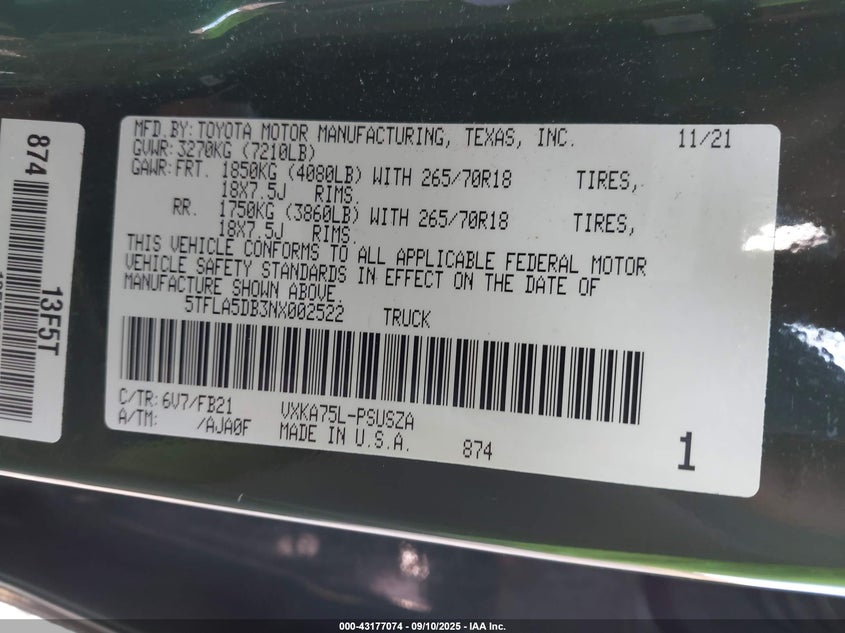 874
13F5T
MFD.BY: TOYOTA MOTOR MANUFACTURING, TEXAS, INC. 11/21
GVWR: 3270KG (7210LB)
GAWR: FRT. 1850KG (4080LB) WITH 265/70R18 TIRES,
18X7.5J RIMS.
RR. 1750KG (3860LB) WITH 265/70R18 TIRES,
18X7.5J RIMS.
THIS VEHICLE CONFORMS TO ALL APPLICABLE FEDERAL MOTOR
VEHICLE SAFETY STANDARDS IN EFFECT ON THE DATE OF
MANUFACTURE SHOWN ABOVE.
5TFLA5DB3NX002522 TRUCK
C/TR: 6V7/FB21 VXKA75L-PSUSZA
A/TM: /AJA0F MADE IN U.S.A. 874 1
000-43177074 - 09/10/2025 - IAA Inc.